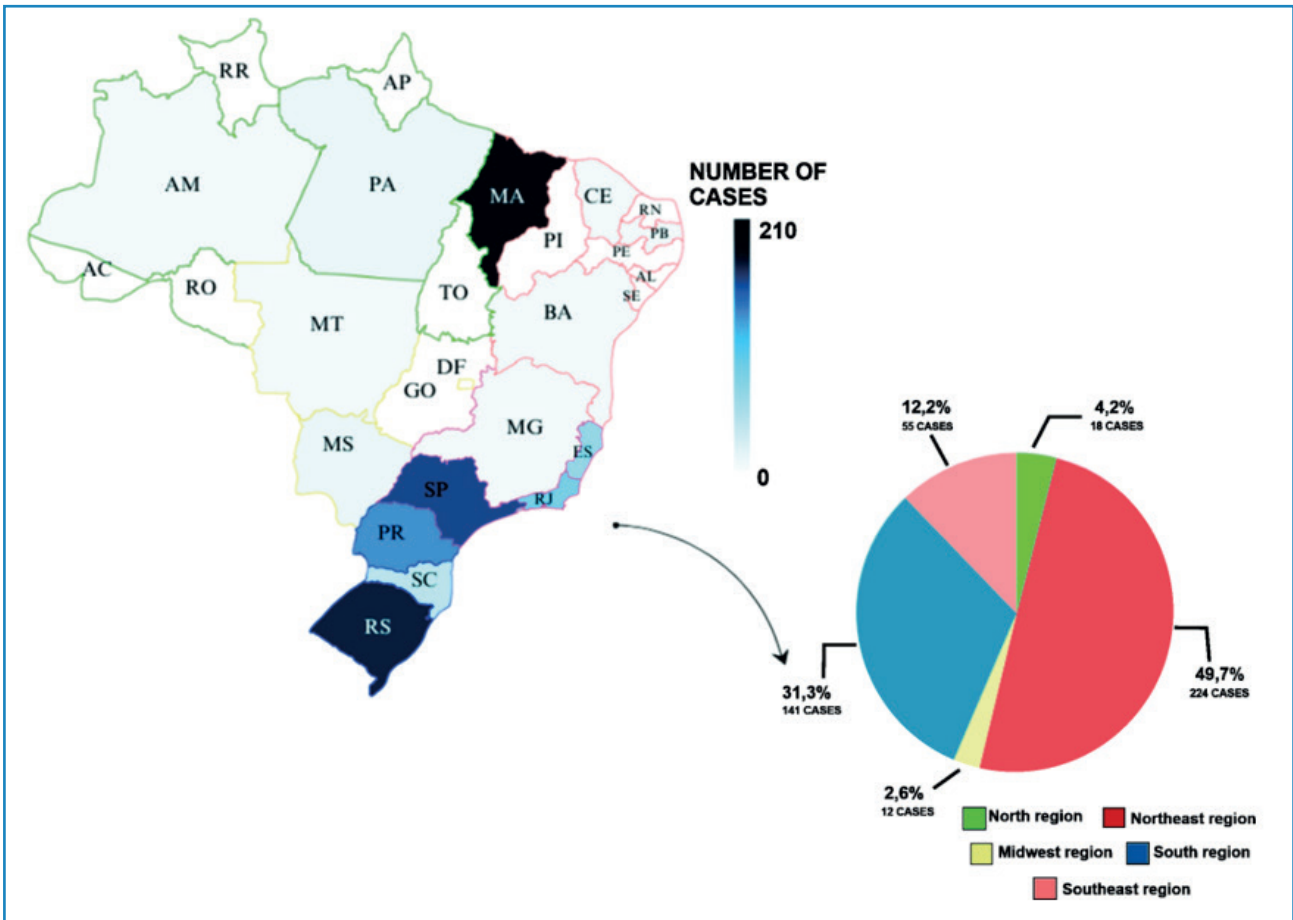 RR
AP
AM
PA
MA
CE
RN
PB
PI
PE
AC
RO
TO
AL
SE
MT
BA
DF
GO
MS
MG
ES
SP
RJ
PR
SC
RS
NUMBER OF
CASES
210
0
12,2%
55 CASES
4,2%
18 CASES
31,3%
141 CASES
49,7%
224 CASES
2,6%
12 CASES
North region
Northeast region
Midwest region
South region
Southeast region